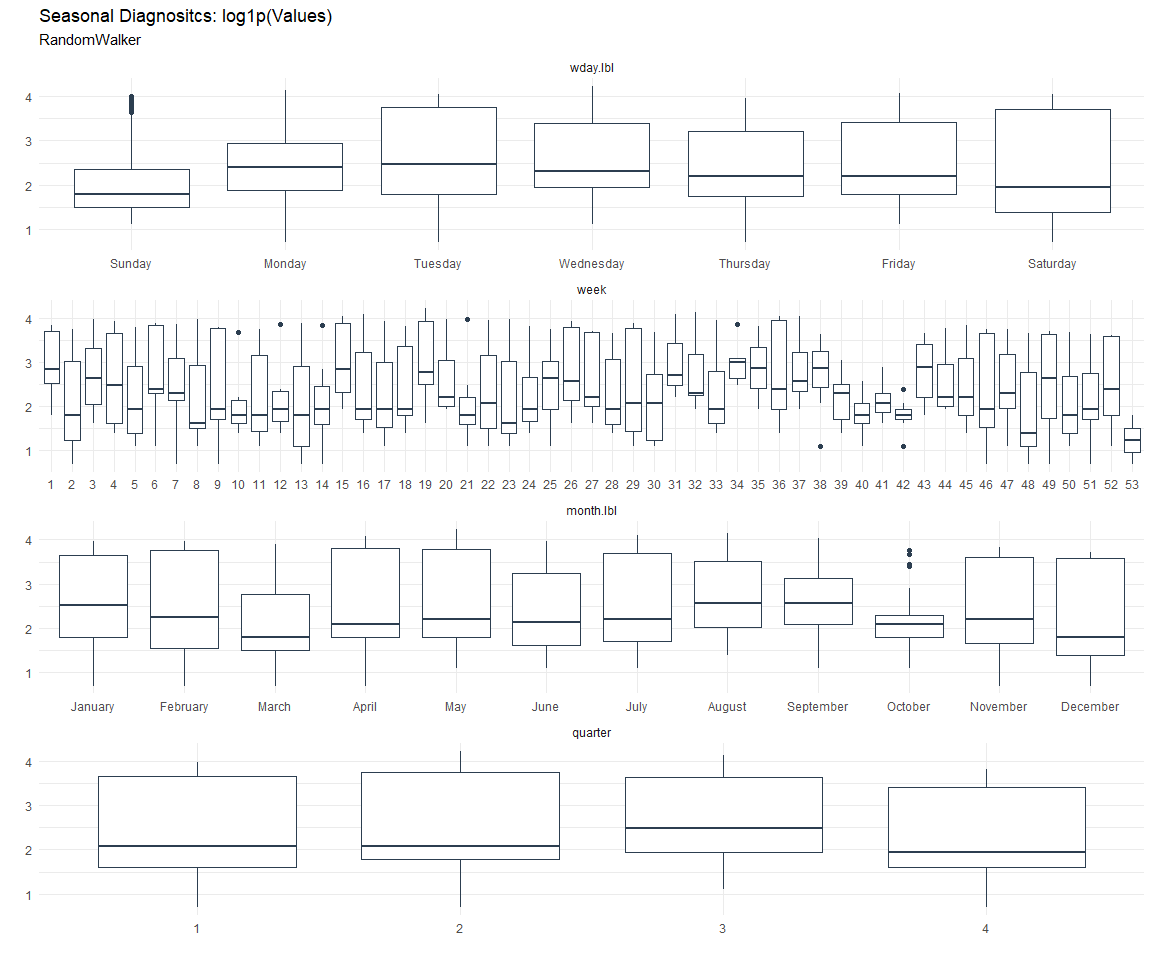 Seasonal Diagnositcs: log1p(Values)
RandomWalker
wday.lbl
4
3
2
1
Sunday Monday Tuesday Wednesday Thursday Friday Saturday
week
4
3
2
1
1 2 3 4 5 6 7 8 9 10 11 12 13 14 15 16 17 18 19 20 21 22 23 24 25 26 27 28 29 30 31 32 33 34 35 36 37 38 39 40 41 42 43 44 45 46 47 48 49 50 51 52 53
month.lbl
4
3
2
1
January February March April May June July August September October November December
quarter
4
3
2
1
1 2 3 4